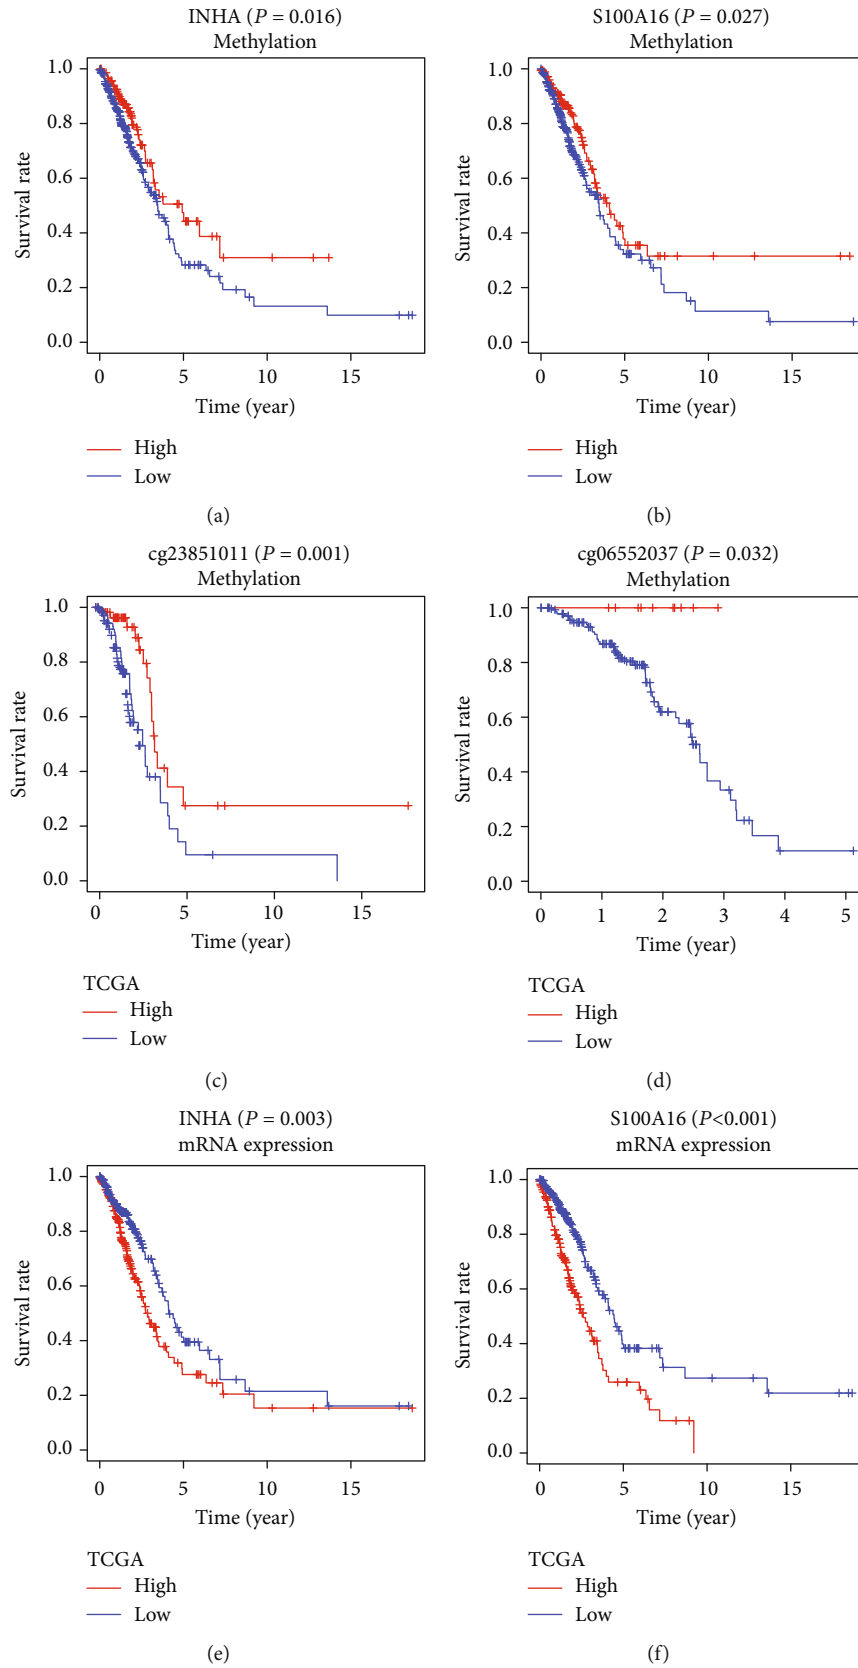 INHA (P = 0.016)
Methylation
1.0
0.8
0.6
0.4
0.2
0.0
Survival rate
0 5 10 15
Time (year)
High
Low
(a)
S100A16 (P = 0.027)
Methylation
1.0
0.8
0.6
0.4
0.2
0.0
Survival rate
0 5 10 15
Time (year)
High
Low
(b)
cg23851011 (P = 0.001)
Methylation
1.0
0.8
0.6
0.4
0.2
0.0
Survival rate
0 5 10 15
Time (year)
TCGA
High
Low
(c)
cg06552037 (P = 0.032)
Methylation
1.0
0.8
0.6
0.4
0.2
0.0
Survival rate
0 1 2 3 4 5
Time (year)
TCGA
High
Low
(d)
INHA (P = 0.003)
mRNA expression
1.0
0.8
0.6
0.4
0.2
0.0
Survival rate
0 5 10 15
Time (year)
TCGA
High
Low
(e)
S100A16 (P<0.001)
mRNA expression
1.0
0.8
0.6
0.4
0.2
0.0
Survival rate
0 5 10 15
Time (year)
TCGA
High
Low
(f)